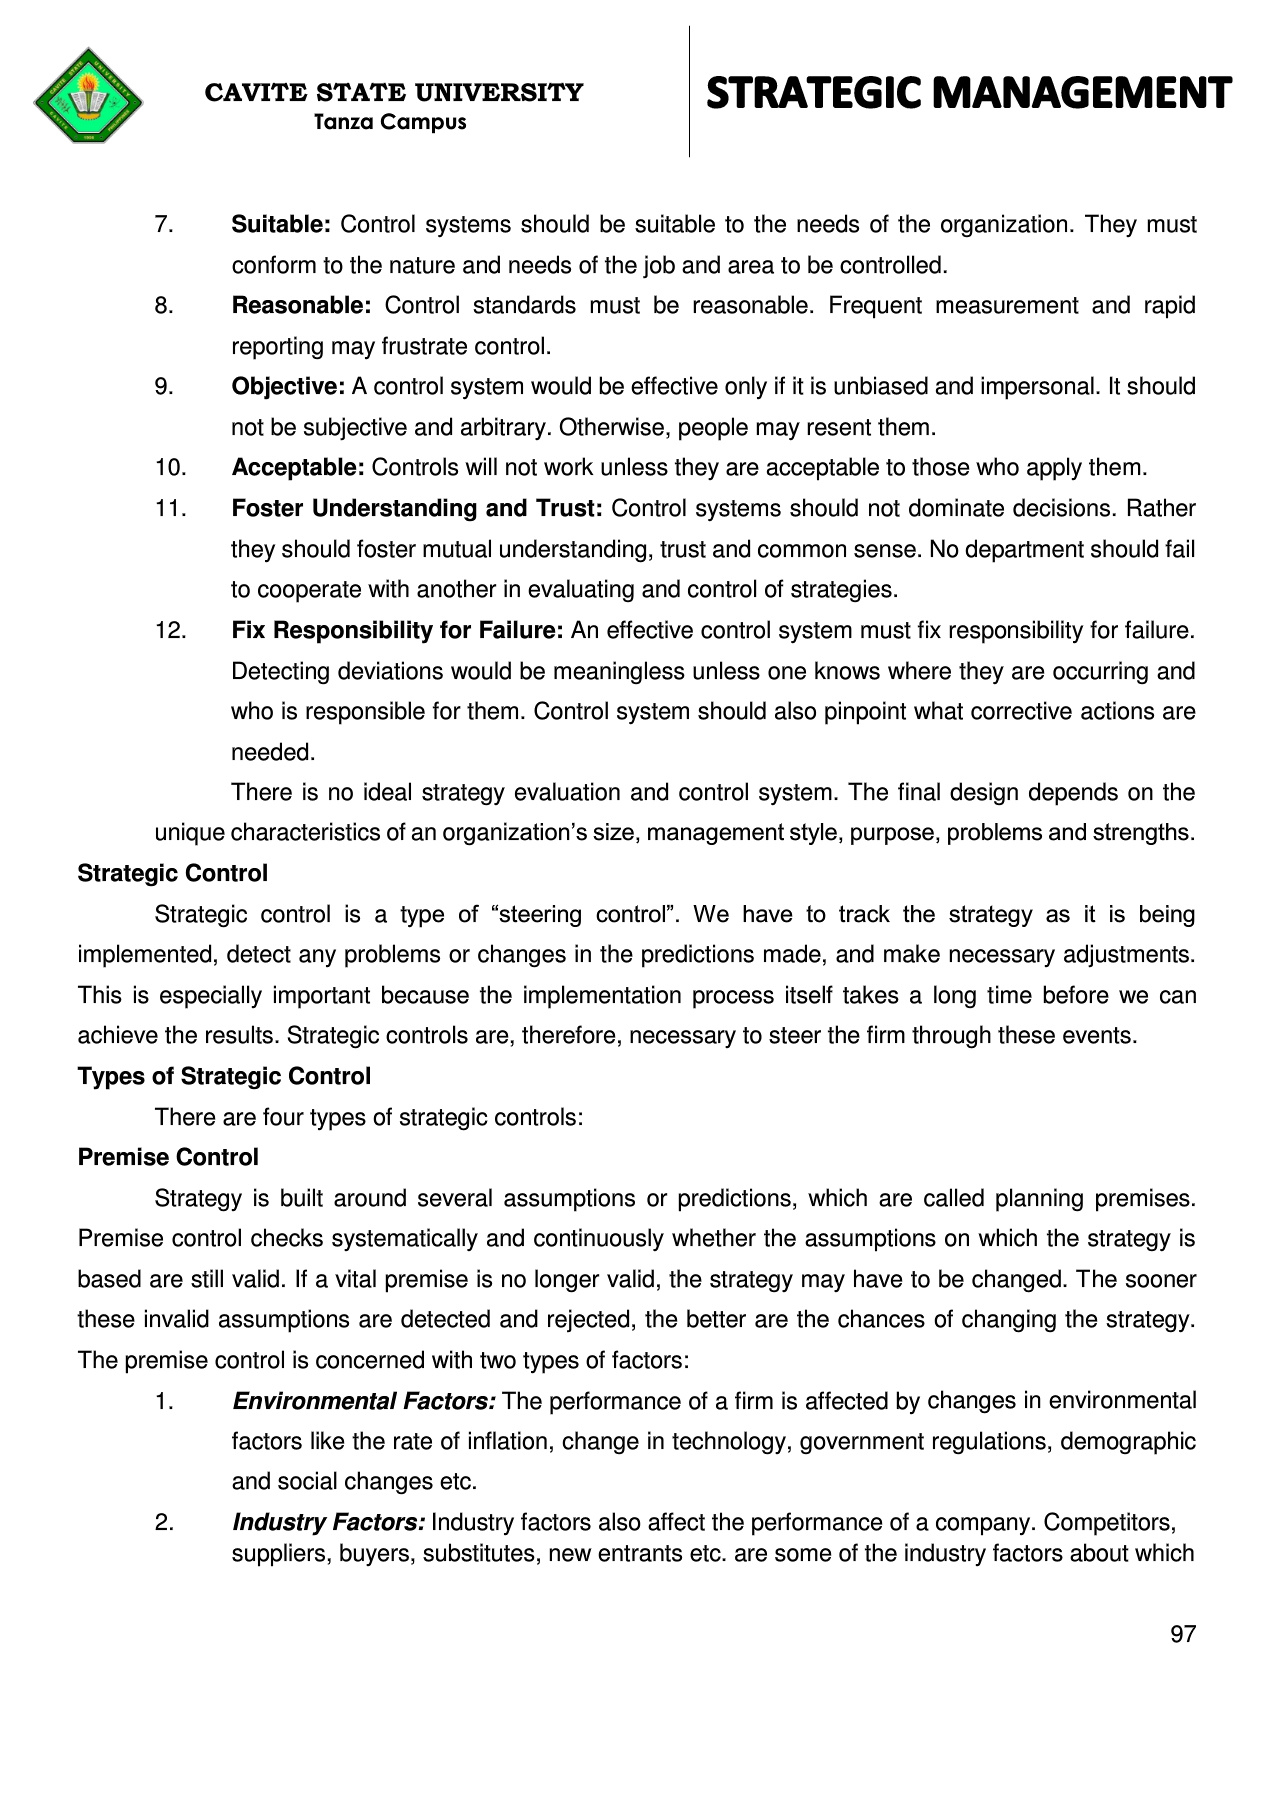 CAVITE STATE UNIVERSITY
Tanza Campus
STRATEGIC MANAGEMENT
7. Suitable: Control systems should be suitable to the needs of the organization. They must
conform to the nature and needs of the job and area to be controlled.
8. Reasonable: Control standards must be reasonable. Frequent measurement and rapid
reporting may frustrate control.
9. Objective: A control system would be effective only if it is unbiased and impersonal. It should
not be subjective and arbitrary. Otherwise, people may resent them.
10. Acceptable: Controls will not work unless they are acceptable to those who apply them.
11. Foster Understanding and Trust: Control systems should not dominate decisions. Rather
they should foster mutual understanding, trust and common sense. No department should fail
to cooperate with another in evaluating and control of strategies.
12. Fix Responsibility for Failure: An effective control system must fix responsibility for failure.
Detecting deviations would be meaningless unless one knows where they are occurring and
who is responsible for them. Control system should also pinpoint what corrective actions are
needed.
There is no ideal strategy evaluation and control system. The final design depends on the
unique characteristics of an organization’s size, management style, purpose, problems and strengths.
Strategic Control
Strategic control is a type of “steering control”. We have to track the strategy as it is being
implemented, detect any problems or changes in the predictions made, and make necessary adjustments.
This is especially important because the implementation process itself takes a long time before we can
achieve the results. Strategic controls are, therefore, necessary to steer the firm through these events.
Types of Strategic Control
There are four types of strategic controls:
Premise Control
Strategy is built around several assumptions or predictions, which are called planning premises.
Premise control checks systematically and continuously whether the assumptions on which the strategy is
based are still valid. If a vital premise is no longer valid, the strategy may have to be changed. The sooner
these invalid assumptions are detected and rejected, the better are the chances of changing the strategy.
The premise control is concerned with two types of factors:
1. Environmental Factors: The performance of a firm is affected by changes in environmental
factors like the rate of inflation, change in technology, government regulations, demographic
and social changes etc.
2. Industry Factors: Industry factors also affect the performance of a company. Competitors,
suppliers, buyers, substitutes, new entrants etc. are some of the industry factors about which
97